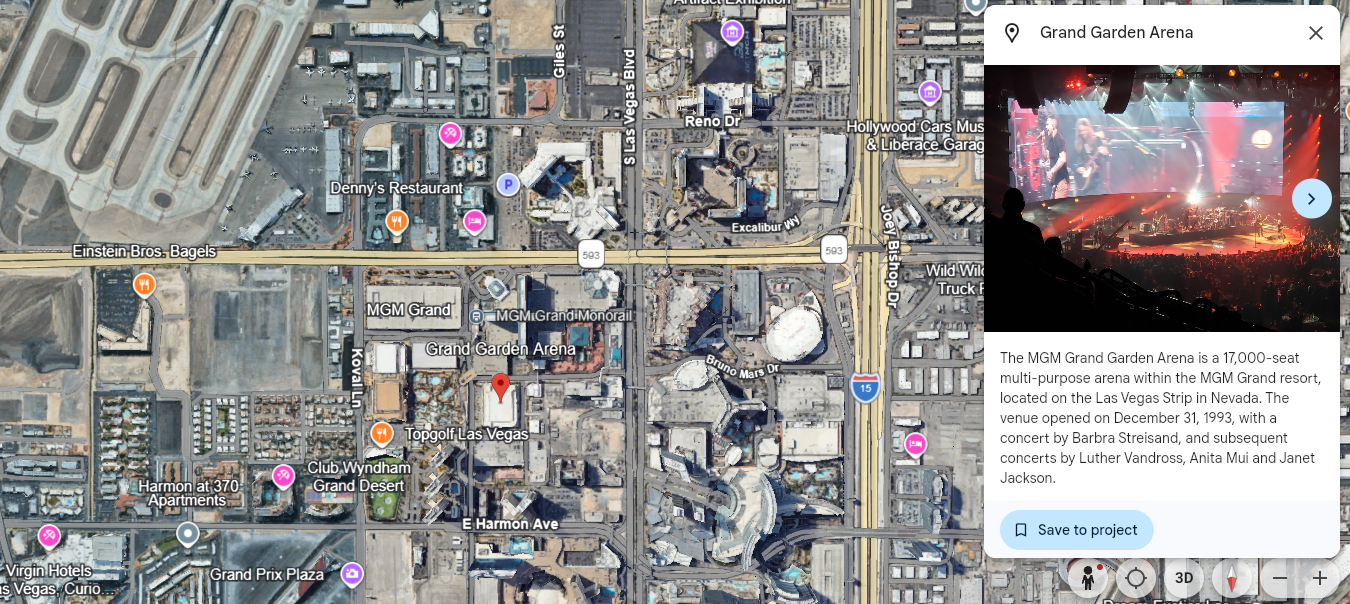 Artifact Exhibition
Giles St
S Las Vegas Blvd
Reno Dr
Hollywood Cars Mus
& Liberace Garag
Denny's Restaurant
P
Excalibur Wy
Joey Bishop Dr
Einstein Bros. Bagels
593
593
Wild Wil
Truck
MGM Grand
MGM Grand Monorail
Grand Garden Arena
Koval Ln
Bruno Mars Dr
15
Topgolf Las Vegas
Club Wyndham
Grand Desert
Harmon at 370
Apartments
E Harmon Ave
Virgin Hotels
as Vegas, Curio...
Grand Prix Plaza
Grand Garden Arena
The MGM Grand Garden Arena is a 17,000-seat
multi-purpose arena within the MGM Grand resort,
located on the Las Vegas Strip in Nevada. The
venue opened on December 31, 1993, with a
concert by Barbra Streisand, and subsequent
concerts by Luther Vandross, Anita Mui and Janet
Jackson.
Save to project
3D